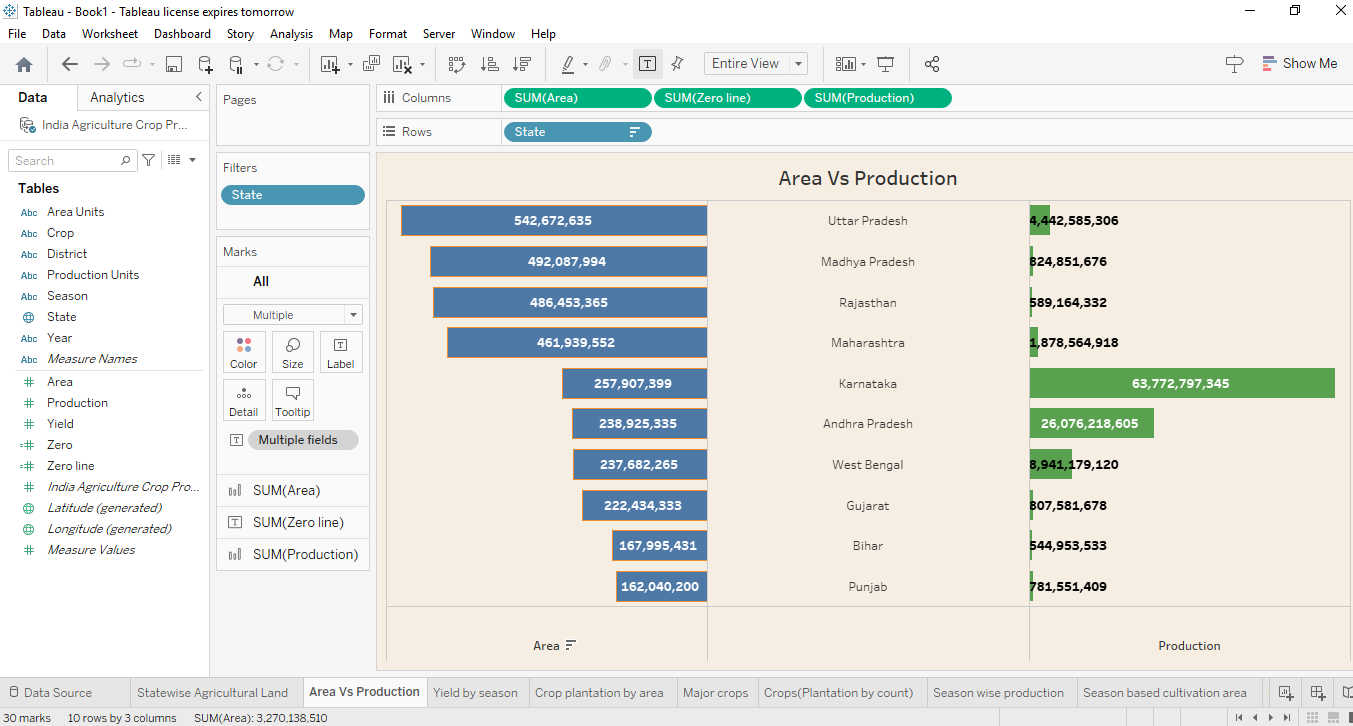 Tableau - Book1 - Tableau license expires tomorrow
File Data Worksheet Dashboard Story Analysis Map Format Server Window Help
Entire View
Show Me
Data Analytics
India Agriculture Crop Pr...
Search
Tables
Abc Area Units
Abc Crop
Abc District
Abc Production Units
Abc Season
State
Abc Year
Abc Measure Names
# Area
# Production
# Yield
=# Zero
=# Zero line
# India Agriculture Crop Pro...
Latitude (generated)
Longitude (generated)
# Measure Values
Pages
Filters
State
Marks
All
Multiple
Color Size T Label
Detail Tooltip
T Multiple fields
SUM(Area)
T SUM(Zero line)
SUM(Production)
Columns SUM(Area) SUM(Zero line) SUM(Production)
Rows State
Area Vs Production
542,672,635 Uttar Pradesh 4,442,585,306
492,087,994 Madhya Pradesh 824,851,676
486,453,365 Rajasthan 589,164,332
461,939,552 Maharashtra 1,878,564,918
257,907,399 Karnataka 63,772,797,345
238,925,335 Andhra Pradesh 26,076,218,605
237,682,265 West Bengal 8,941,179,120
222,434,333 Gujarat 807,581,678
167,995,431 Bihar 544,953,533
162,040,200 Punjab 781,551,409
Area Production
Data Source Statewise Agricultural Land Area Vs Production Yield by season Crop plantation by area Major crops Crops(Plantation by count) Season wise production Season based cultivation area
30 marks 10 rows by 3 columns SUM(Area): 3,270,138,510